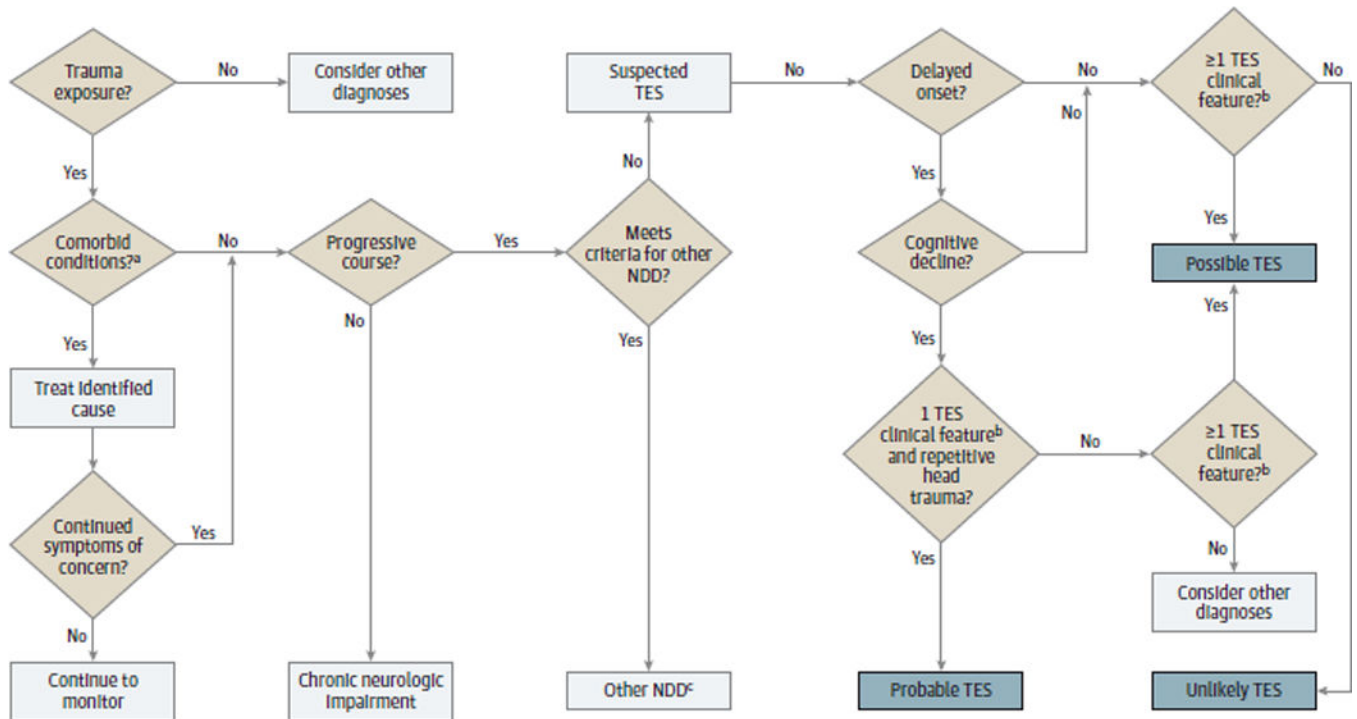 Trauma
exposure?
No
Consider other
diagnoses
Yes
Comorbid
conditions?ᵃ
No
Yes
Treat identified
cause
Continued
symptoms of
concern?
Yes
No
Continue to
monitor
Progressive
course?
Yes
No
Chronic neurologic
impairment
Meets
criteria for other
NDD?
No
Suspected
TES
No
Yes
Other NDDᶜ
Delayed
onset?
No
Yes
Cognitive
decline?
No
Yes
1 TES
clinical featureᵇ
and repetitive
head
trauma?
No
Yes
Probable TES
≥1 TES
clinical
feature?ᵇ
No
Yes
Possible TES
Yes
≥1 TES
clinical
feature?ᵇ
No
Consider other
diagnoses
Unlikely TES